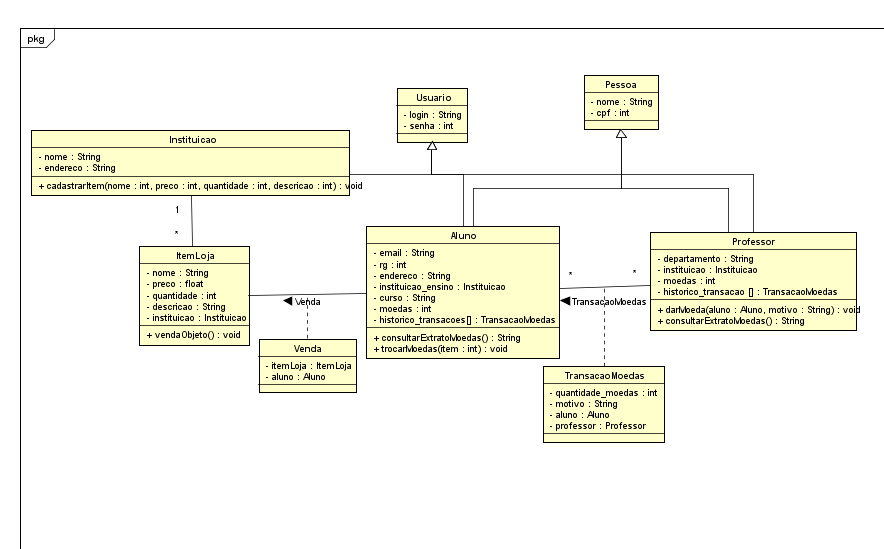 pkg
Usuario
- login : String
- senha : int
Pessoa
- nome : String
- cpf : int
Instituicao
- nome : String
- endereco : String
+ cadastrarItem(nome : int, preco : int, quantidade : int, descricao : int) : void
1
*
ItemLoja
- nome : String
- preco : float
- quantidade : int
- descricao : String
- instituicao : Instituicao
+ vendaObjeto() : void
Venda
Venda
- itemLoja : ItemLoja
- aluno : Aluno
Aluno
- email : String
- rg : int
- endereco : String
- instituicao_ensino : Instituicao
- curso : String
- moedas : int
- historico_transacoes[] : TransacaoMoedas
+ consultarExtratoMoedas() : String
+ trocarMoedas(item : int) : void
*
*
TransacaoMoedas
Professor
- departamento : String
- instituicao : Instituicao
- moedas : int
- historico_transacao [] : TransacaoMoedas
+ darMoeda(aluno : Aluno, motivo : String) : void
+ consultarExtratoMoedas() : String
TransacaoMoedas
- quantidade_moedas : int
- motivo : String
- aluno : Aluno
- professor : Professor